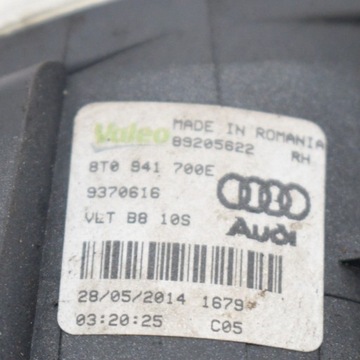 Valeo MADE IN ROMANIA
89205622 RH
8T0 941 700E
9370616
VLT B8 10S
Audi
28/05/2014 1679
03:20:25 C05